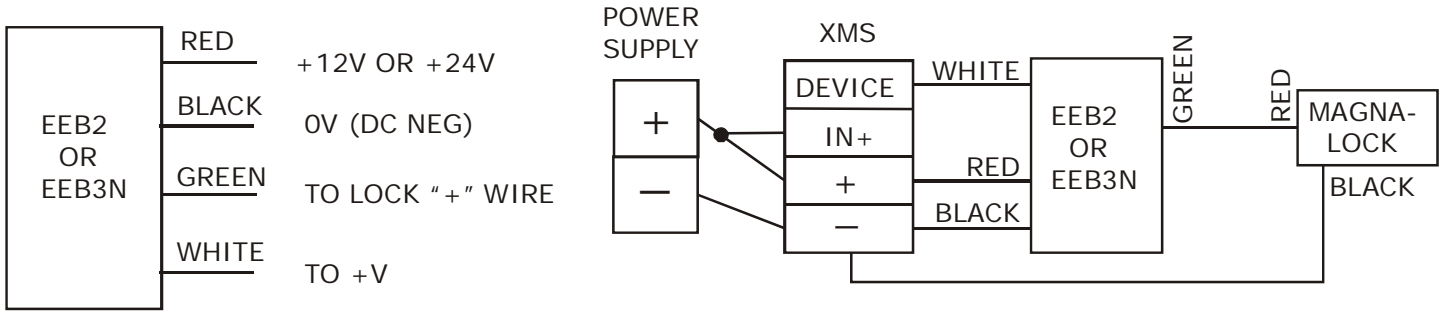 EEB2
OR
EEB3N
RED
+12V OR +24V
BLACK
0V (DC NEG)
GREEN
TO LOCK “+” WIRE
WHITE
TO +V
POWER
SUPPLY
+
−
XMS
DEVICE
IN+
+
−
WHITE
RED
BLACK
EEB2
OR
EEB3N
GREEN
RED
MAGNA-
LOCK
BLACK